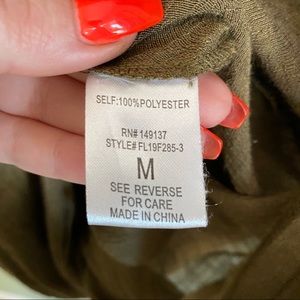 SELF:100%POLYESTER
RN# 149137
STYLE# FL19F285-3
M
SEE REVERSE
FOR CARE
MADE IN CHINA